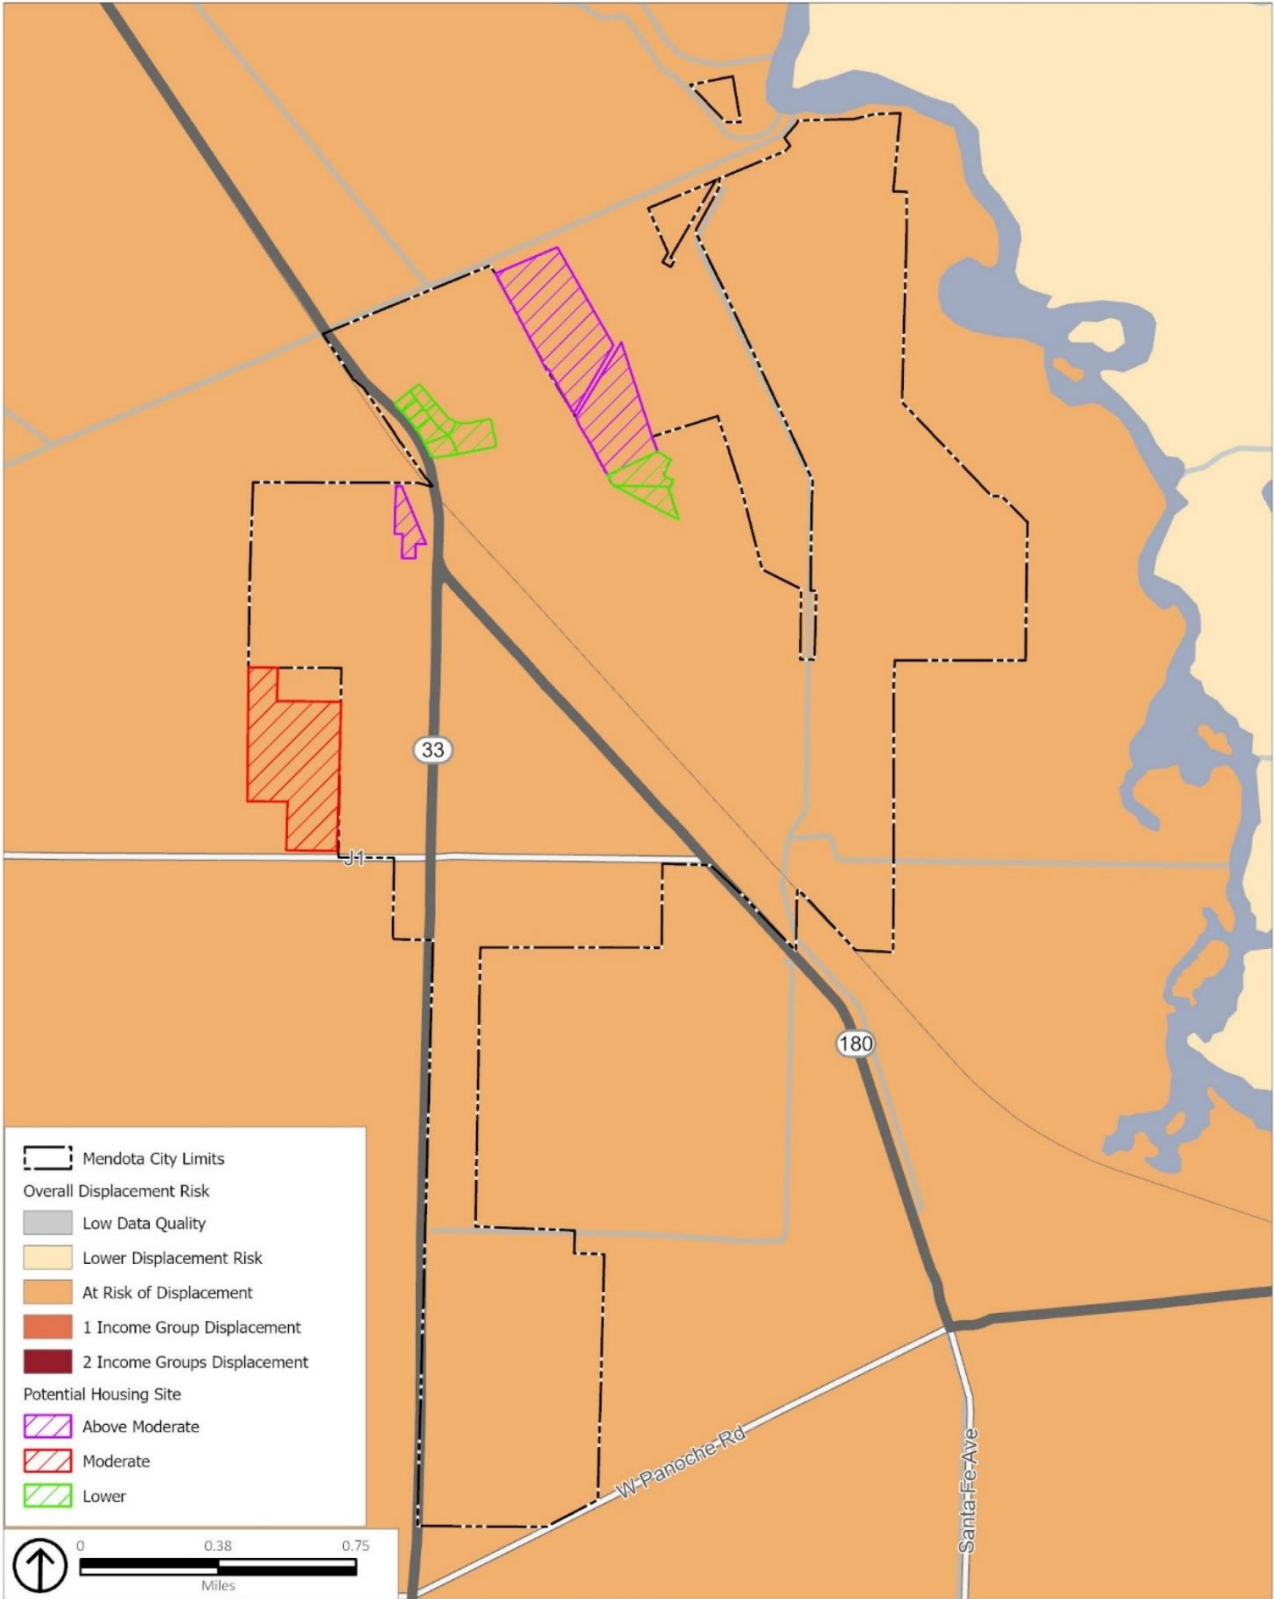 33
J1
180
Mendota City Limits
Overall Displacement Risk
Low Data Quality
Lower Displacement Risk
At Risk of Displacement
1 Income Group Displacement
2 Income Groups Displacement
Potential Housing Site
Above Moderate
Moderate
Lower
W Panoche Rd
Santa Fe Ave
0 0.38 0.75
Miles